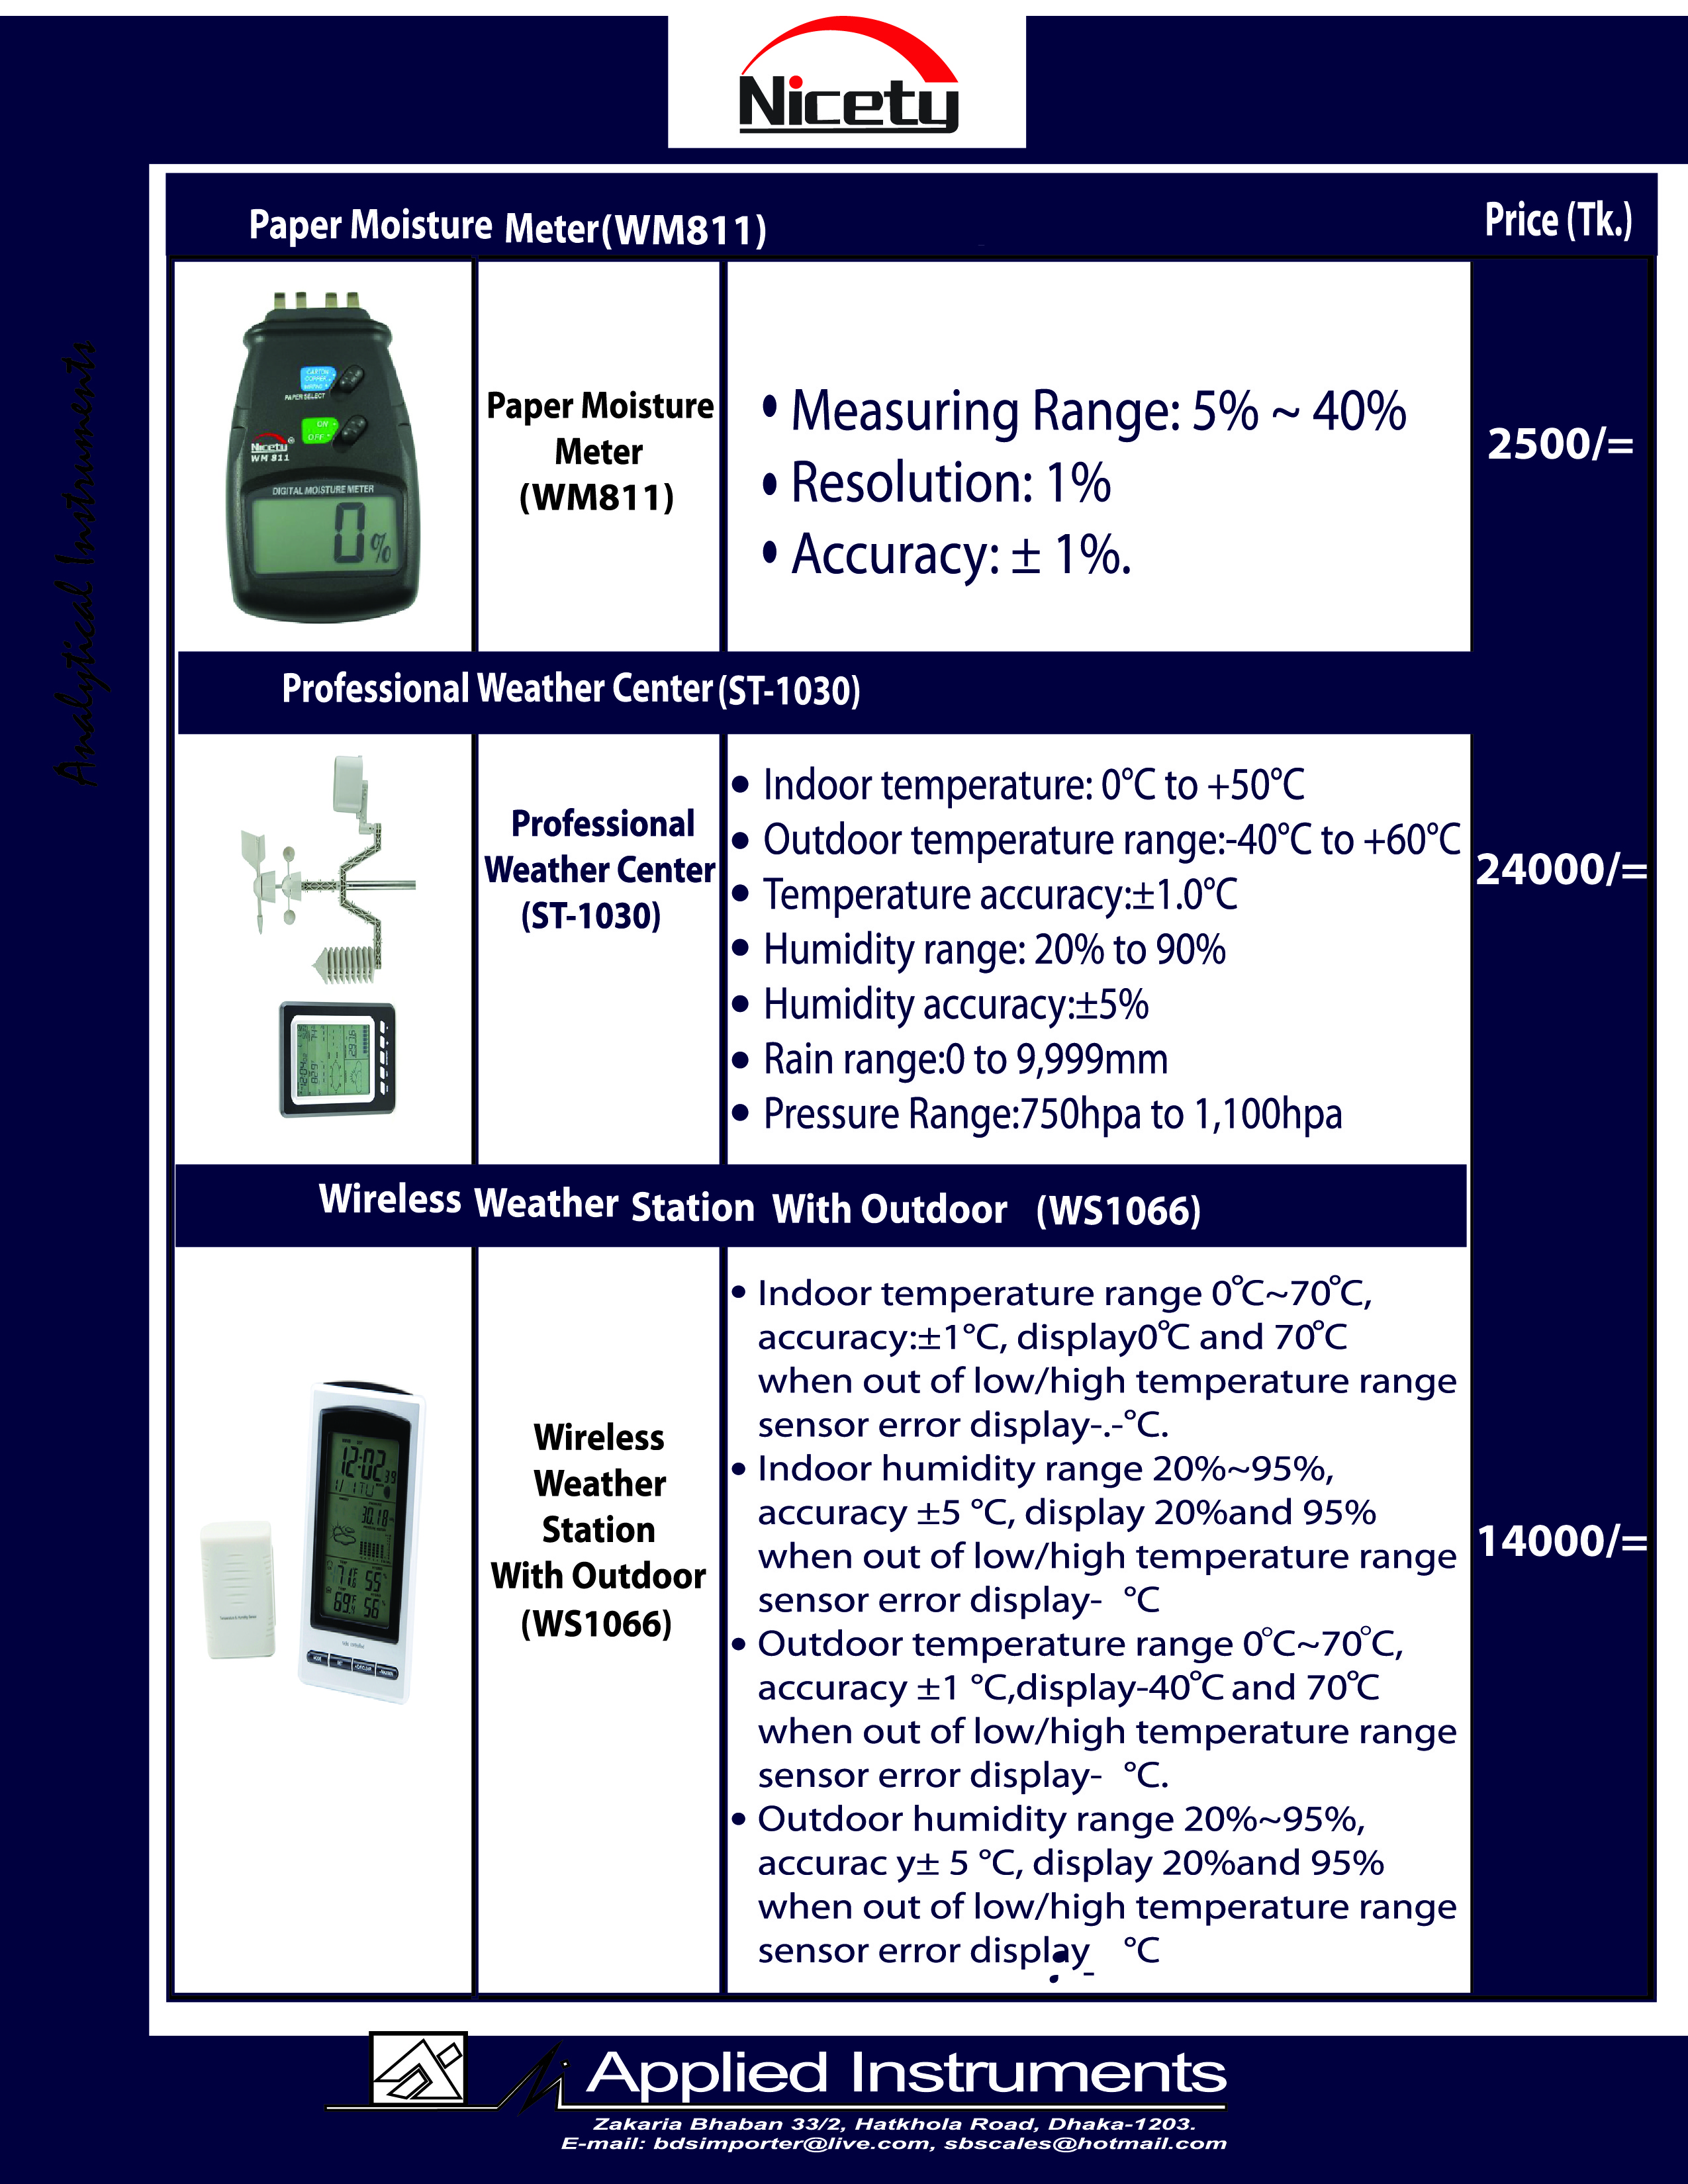 Nicety
Analytical Instruments
Paper Moisture Meter(WM811)
Price (Tk.)
CARTON
COPPER
PAPER SELECT
ON
OFF
Nicety®
WM 811
DIGITAL MOISTURE METER
0%
Paper Moisture
Meter
(WM811)
• Measuring Range: 5% ~ 40%
• Resolution: 1%
• Accuracy: ± 1%.
2500/=
Professional Weather Center(ST-1030)
Professional
Weather Center
(ST-1030)
• Indoor temperature: 0°C to +50°C
• Outdoor temperature range:-40°C to +60°C
• Temperature accuracy:±1.0°C
• Humidity range: 20% to 90%
• Humidity accuracy:±5%
• Rain range:0 to 9,999mm
• Pressure Range:750hpa to 1,100hpa
24000/=
Wireless Weather Station With Outdoor (WS1066)
12:02 39
30.18
55
69 56
Wireless
Weather
Station
With Outdoor
(WS1066)
• Indoor temperature range 0°C~70°C,
accuracy:±1°C, display0°C and 70°C
when out of low/high temperature range
sensor error display-.-°C.
• Indoor humidity range 20%~95%,
accuracy ±5 °C, display 20%and 95%
when out of low/high temperature range
sensor error display- °C
• Outdoor temperature range 0°C~70°C,
accuracy ±1 °C,display-40°C and 70°C
when out of low/high temperature range
sensor error display- °C.
• Outdoor humidity range 20%~95%,
accurac y± 5 °C, display 20%and 95%
when out of low/high temperature range
sensor error display °C
. -
14000/=
Applied Instruments
Zakaria Bhaban 33/2, Hatkhola Road, Dhaka-1203.
E-mail: bdsimporter@live.com, sbscales@hotmail.com